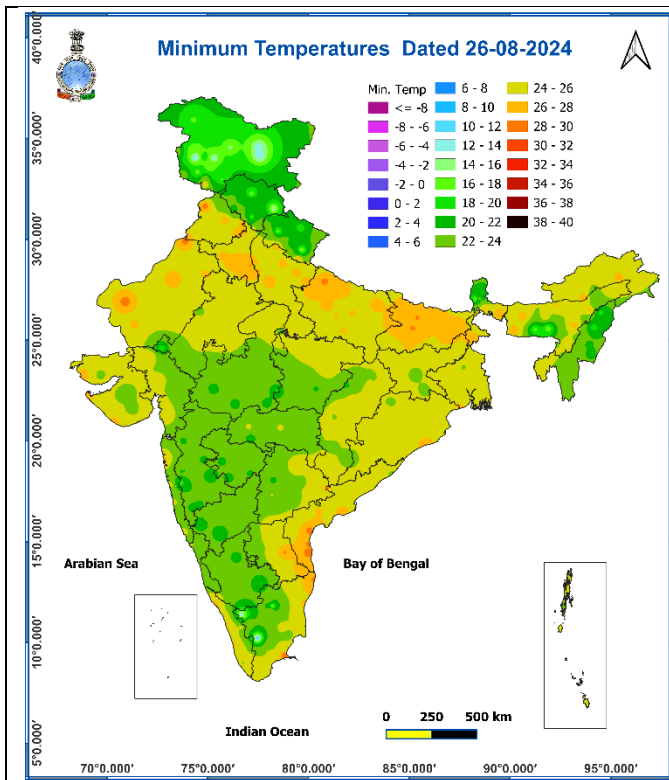 Minimum Temperatures Dated 26-08-2024
Min. Temp
<= -8
-8 - -6
-6 - -4
-4 - -2
-2 - 0
0 - 2
2 - 4
4 - 6
6 - 8
8 - 10
10 - 12
12 - 14
14 - 16
16 - 18
18 - 20
20 - 22
22 - 24
24 - 26
26 - 28
28 - 30
30 - 32
32 - 34
34 - 36
36 - 38
38 - 40
40°0.000'
35°0.000'
30°0.000'
25°0.000'
20°0.000'
15°0.000'
10°0.000'
5°0.000'
Arabian Sea
Bay of Bengal
Indian Ocean
0 250 500 km
70°0.000' 75°0.000' 80°0.000' 85°0.000' 90°0.000' 95°0.000'